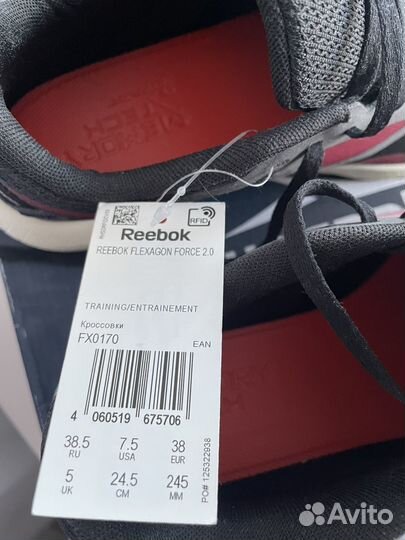 MEMORY
TECH
Reebok
RFID
Reebok
REEBOK FLEXAGON FORCE 2.0
TRAINING/ENTRAINEMENT
Кроссовки
FX0170
EAN
4 060519 675706
38.5 7.5 38
RU USA EUR
5 24.5 245
UK CM MM
PO# 125322938
Avito